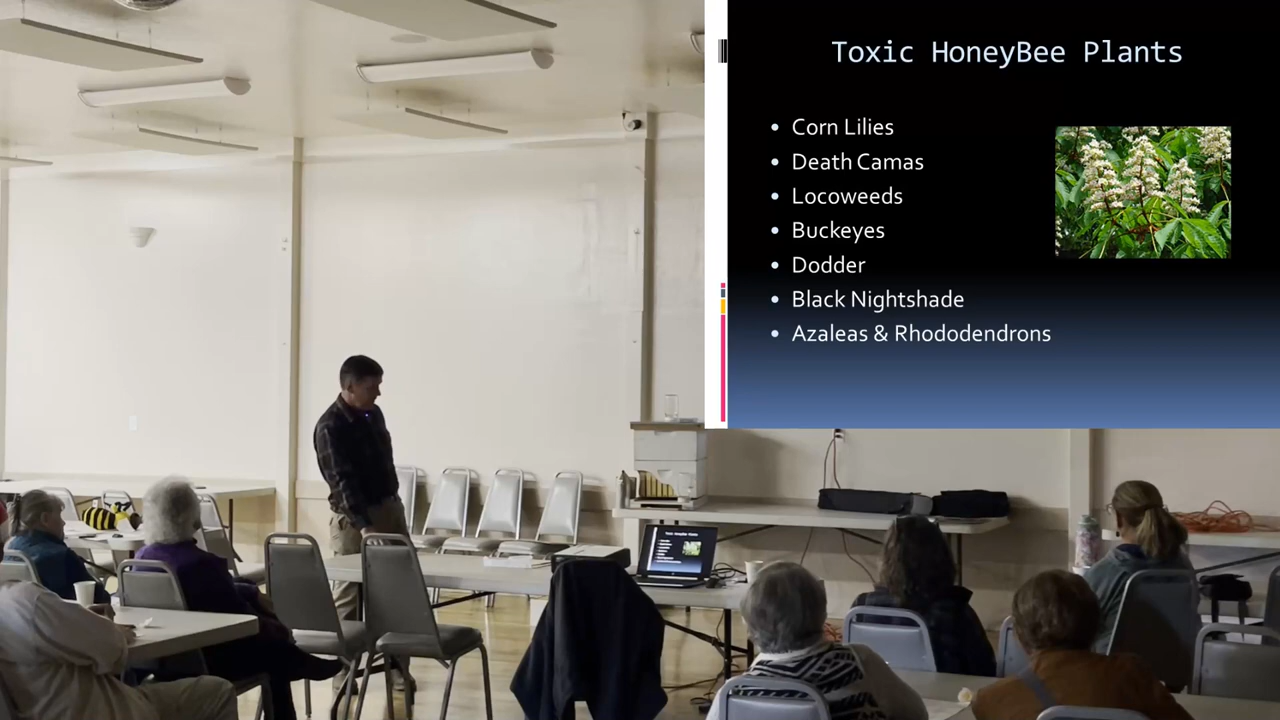 Toxic HoneyBee Plants
• Corn Lilies
• Death Camas
• Locoweeds
• Buckeyes
• Dodder
• Black Nightshade
• Azaleas & Rhododendrons